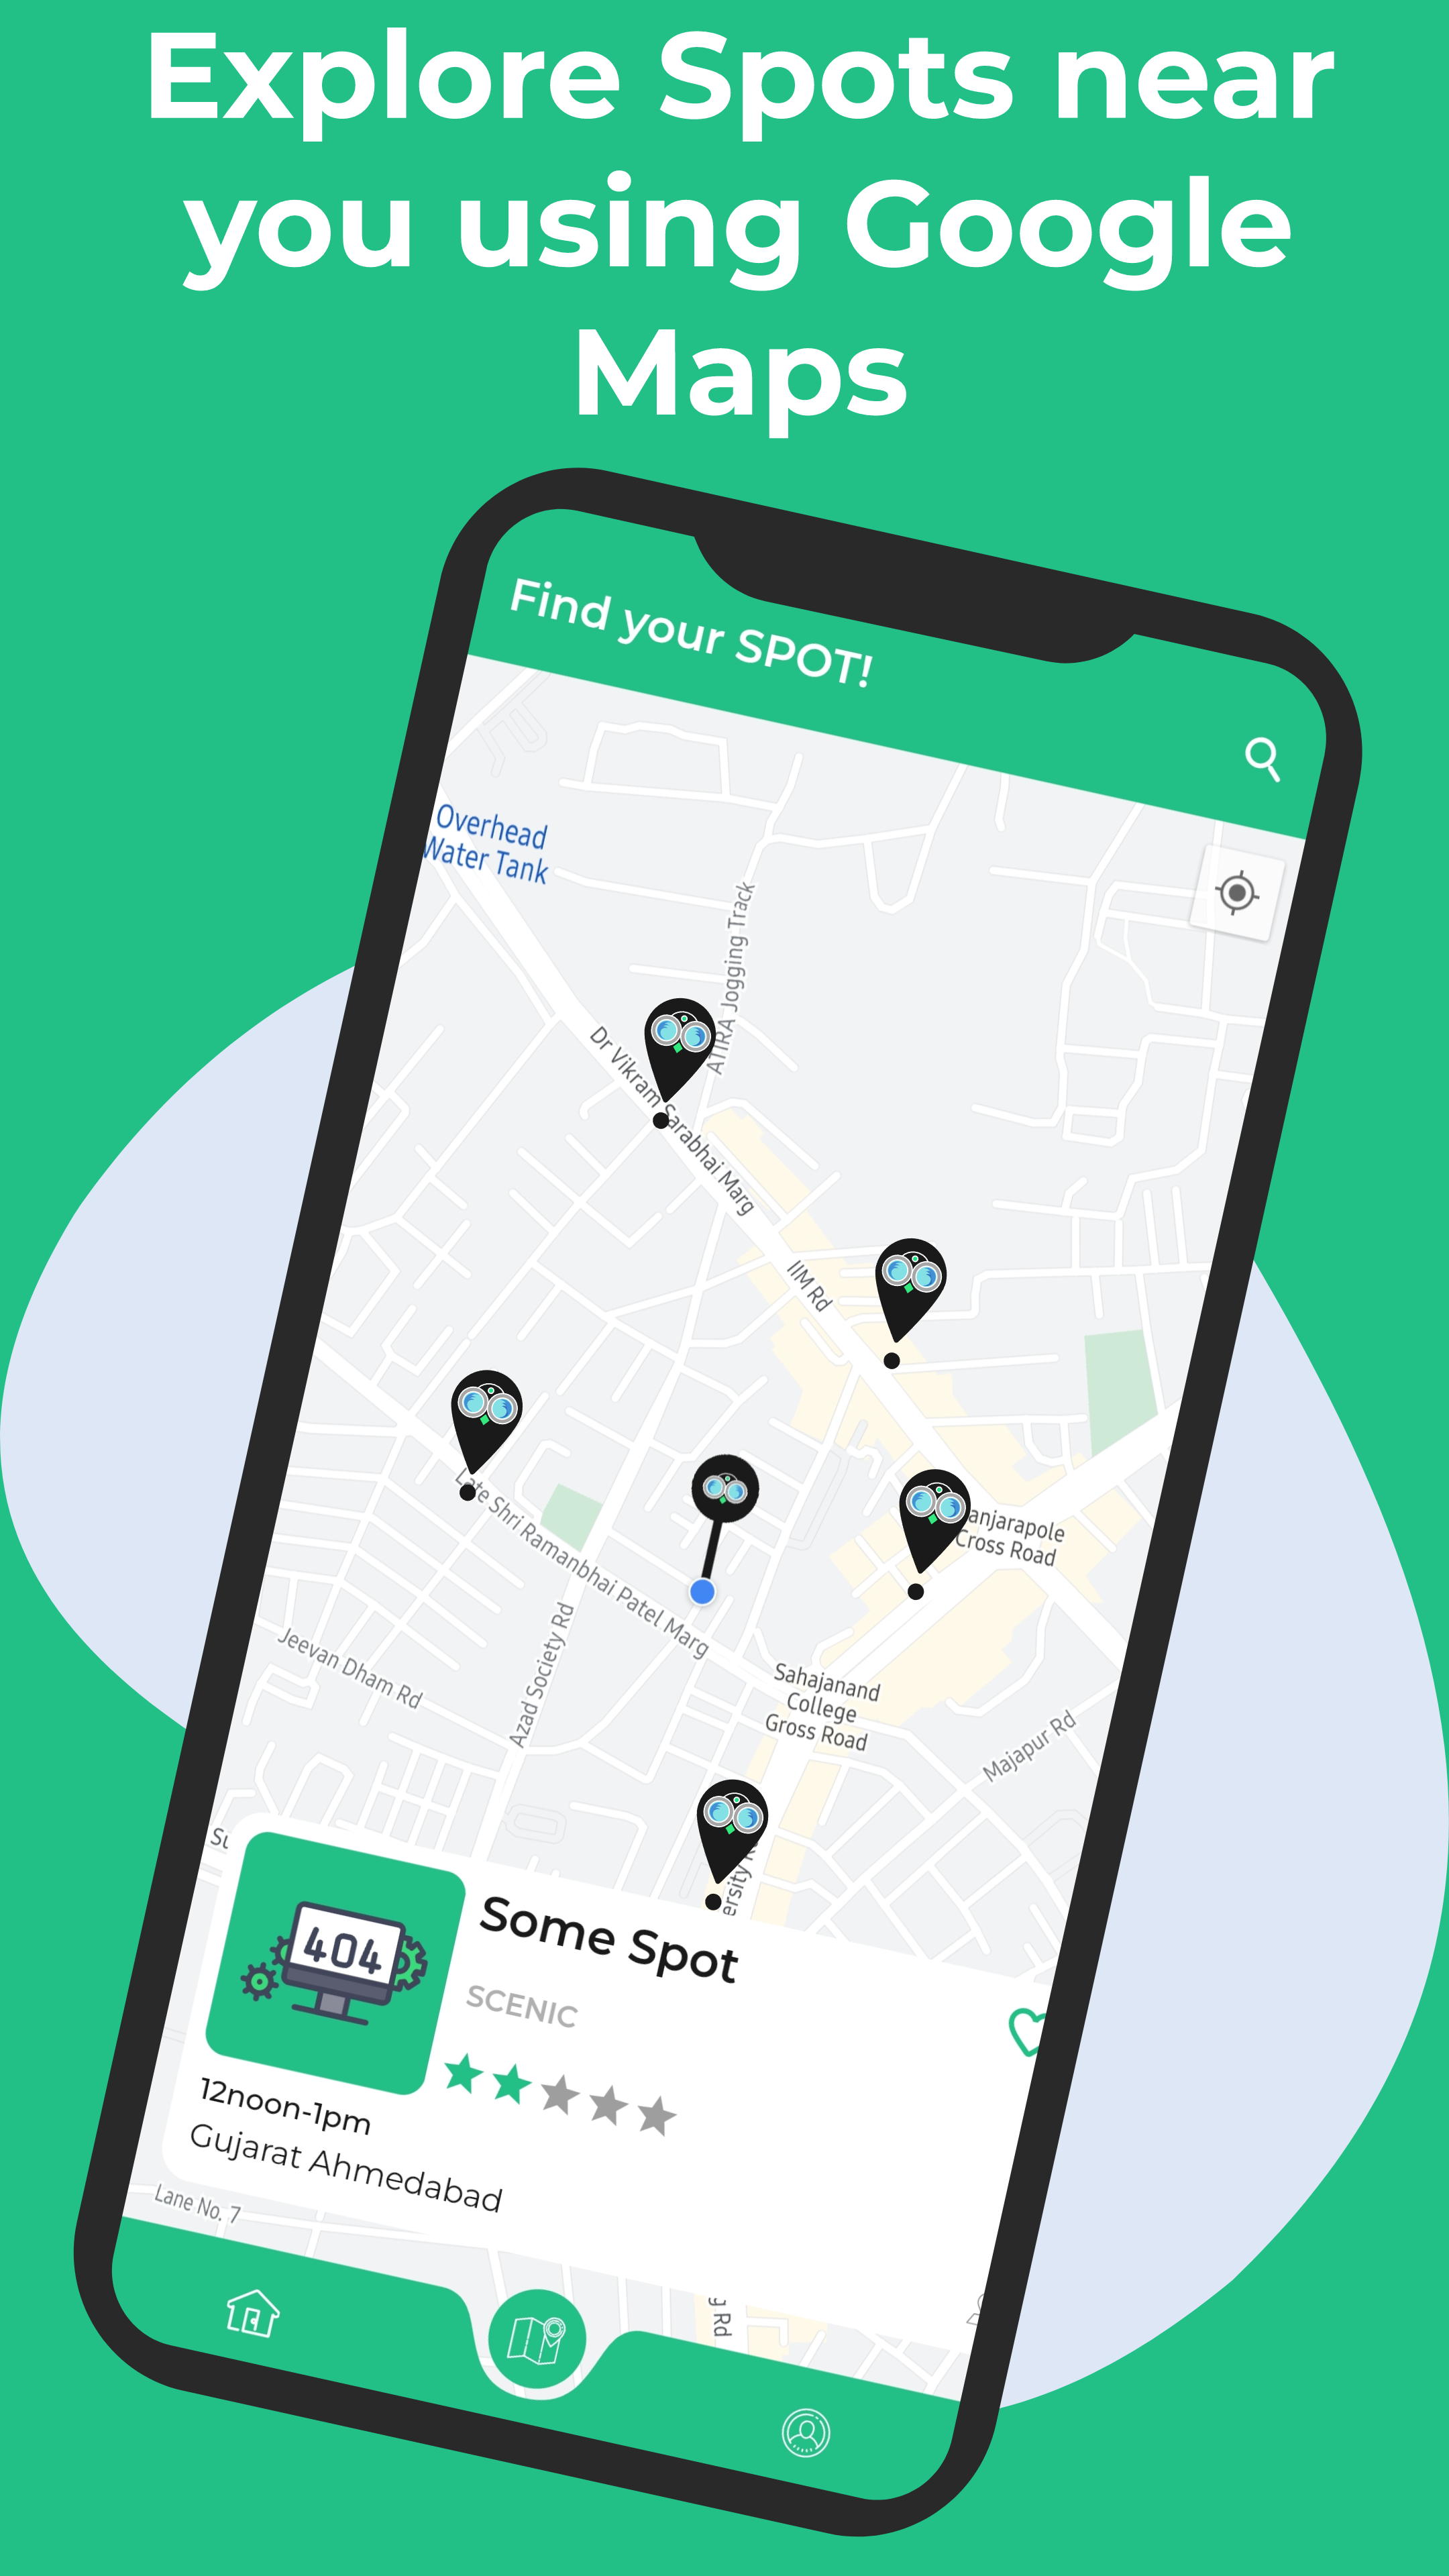 Explore Spots near
you using Google
Maps
Find your SPOT!
Overhead
Water Tank
ATIRA Jogging Track
Dr Vikram Sarabhai Marg
IIM Rd
Late Shri Ramanbhai Patel Marg
anjarapole
Cross Road
Jeevan Dham Rd
Azad Society Rd
Sahajanand
College
Gross Road
Majapur Rd
ersity
Some Spot
SCENIC
404
12noon-1pm
Gujarat Ahmedabad
Lane No. 7
g Rd